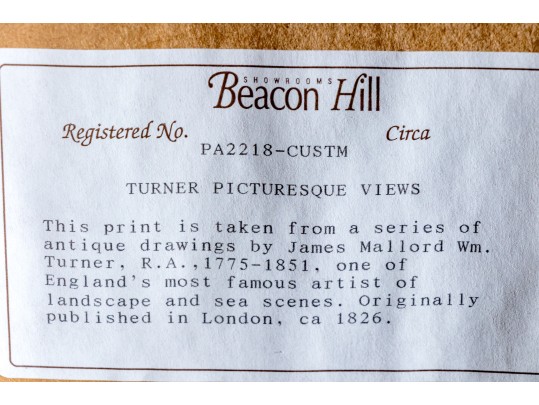 SHOWROOMS
Beacon Hill
Registered No. Circa
PA2218-CUSTM
TURNER PICTURESQUE VIEWS
This print is taken from a series of
antique drawings by James Mallord Wm.
Turner, R.A.,1775-1851, one of
England's most famous artist of
landscape and sea scenes. Originally
published in London, ca 1826.